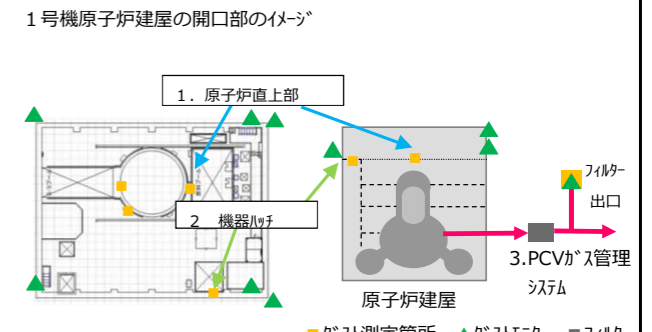 １号機原子炉建屋の開口部のｲﾒｰｼﾞ
１．原子炉直上部
２　機器ﾊｯﾁ
ﾌｨﾙﾀｰ
出口
3.PCVｶﾞｽ管理
ｼｽﾃﾑ
原子炉建屋